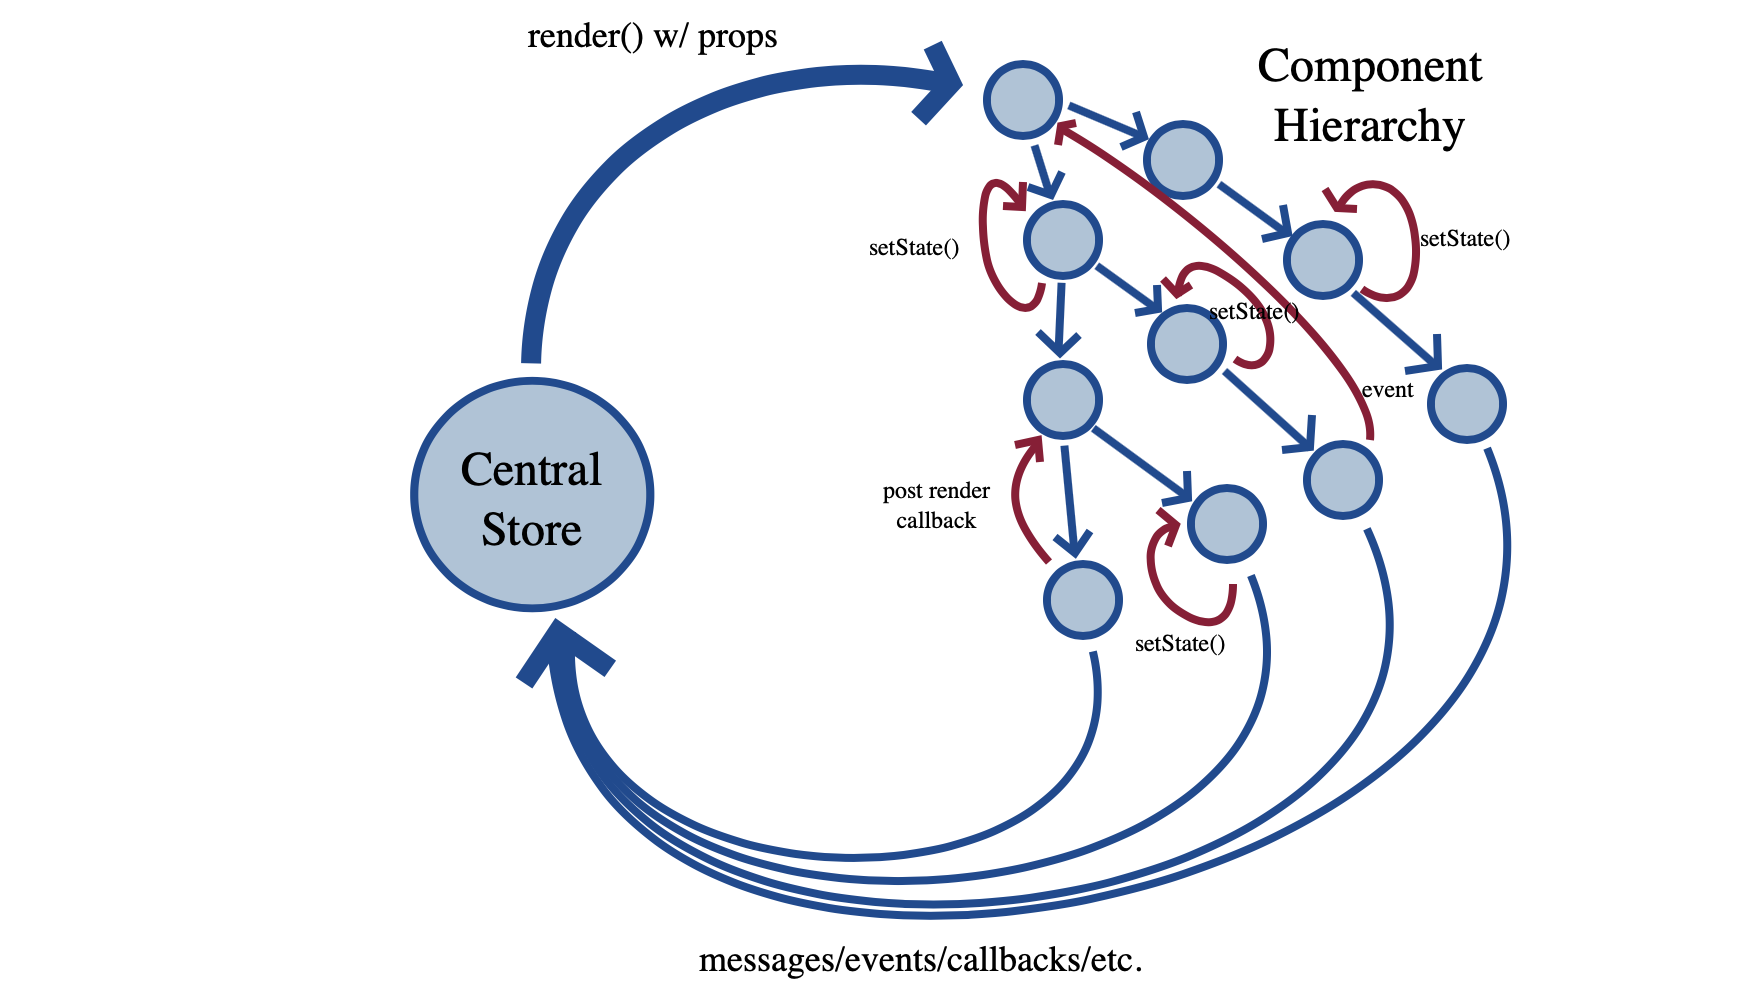 render() w/ props
Component
Hierarchy
setState()
setState()
setState()
event
Central
Store
post render
callback
setState()
messages/events/callbacks/etc.